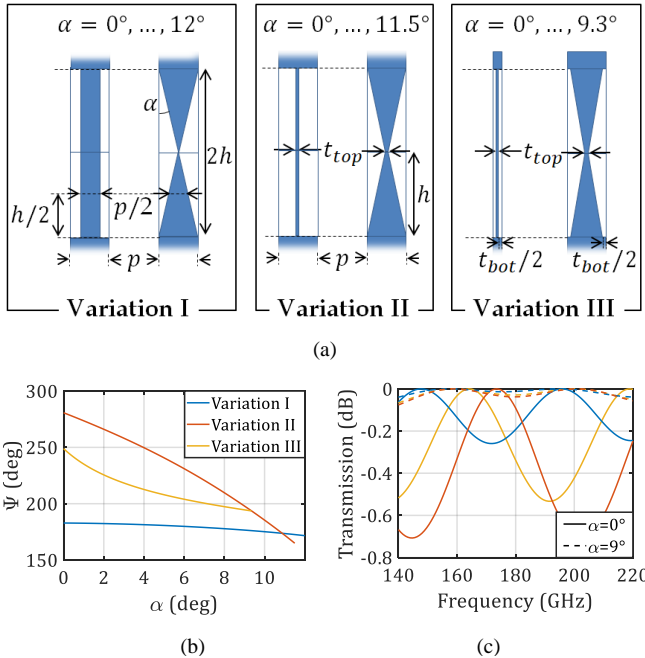 α = 0°, ..., 12°
α = 0°, ..., 11.5°
α = 0°, ..., 9.3°
α
2h
h/2
p/2
p
t_top
h
p
t_top
t_bot/2
t_bot/2
Variation I
Variation II
Variation III
(a)
Ψ (deg)
300
250
200
150
0
4
8
10
α (deg)
Variation I
Variation II
Variation III
(b)
Transmission (dB)
0
-0.2
-0.4
-0.6
-0.8
140
160
180
200
220
Frequency (GHz)
α=0°
α=9°
(c)